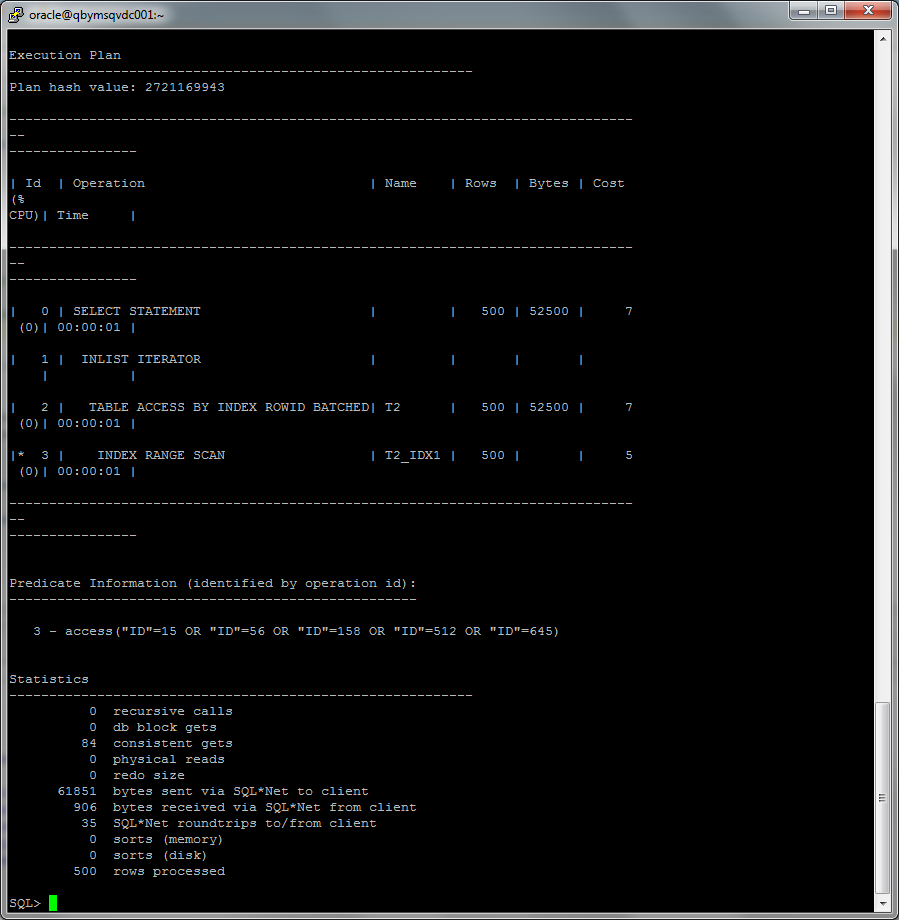 oracle@qbymsqvdc001:~
Execution Plan
----------------------------------------------------------
Plan hash value: 2721169943
------------------------------------------------------------------------------
--
----------------
| Id  | Operation                            | Name    | Rows  | Bytes | Cost
(%
CPU)| Time     |
------------------------------------------------------------------------------
--
----------------
|   0 | SELECT STATEMENT                     |         |   500 | 52500 |     7
 (0)| 00:00:01 |
|   1 |  INLIST ITERATOR                     |         |       |       |
    |          |
|   2 |   TABLE ACCESS BY INDEX ROWID BATCHED| T2      |   500 | 52500 |     7
 (0)| 00:00:01 |
|*  3 |    INDEX RANGE SCAN                  | T2_IDX1 |   500 |       |     5
 (0)| 00:00:01 |
------------------------------------------------------------------------------
--
----------------
Predicate Information (identified by operation id):
---------------------------------------------------
   3 - access("ID"=15 OR "ID"=56 OR "ID"=158 OR "ID"=512 OR "ID"=645)
Statistics
----------------------------------------------------------
          0  recursive calls
          0  db block gets
         84  consistent gets
          0  physical reads
          0  redo size
      61851  bytes sent via SQL*Net to client
        906  bytes received via SQL*Net from client
         35  SQL*Net roundtrips to/from client
          0  sorts (memory)
          0  sorts (disk)
        500  rows processed
SQL>